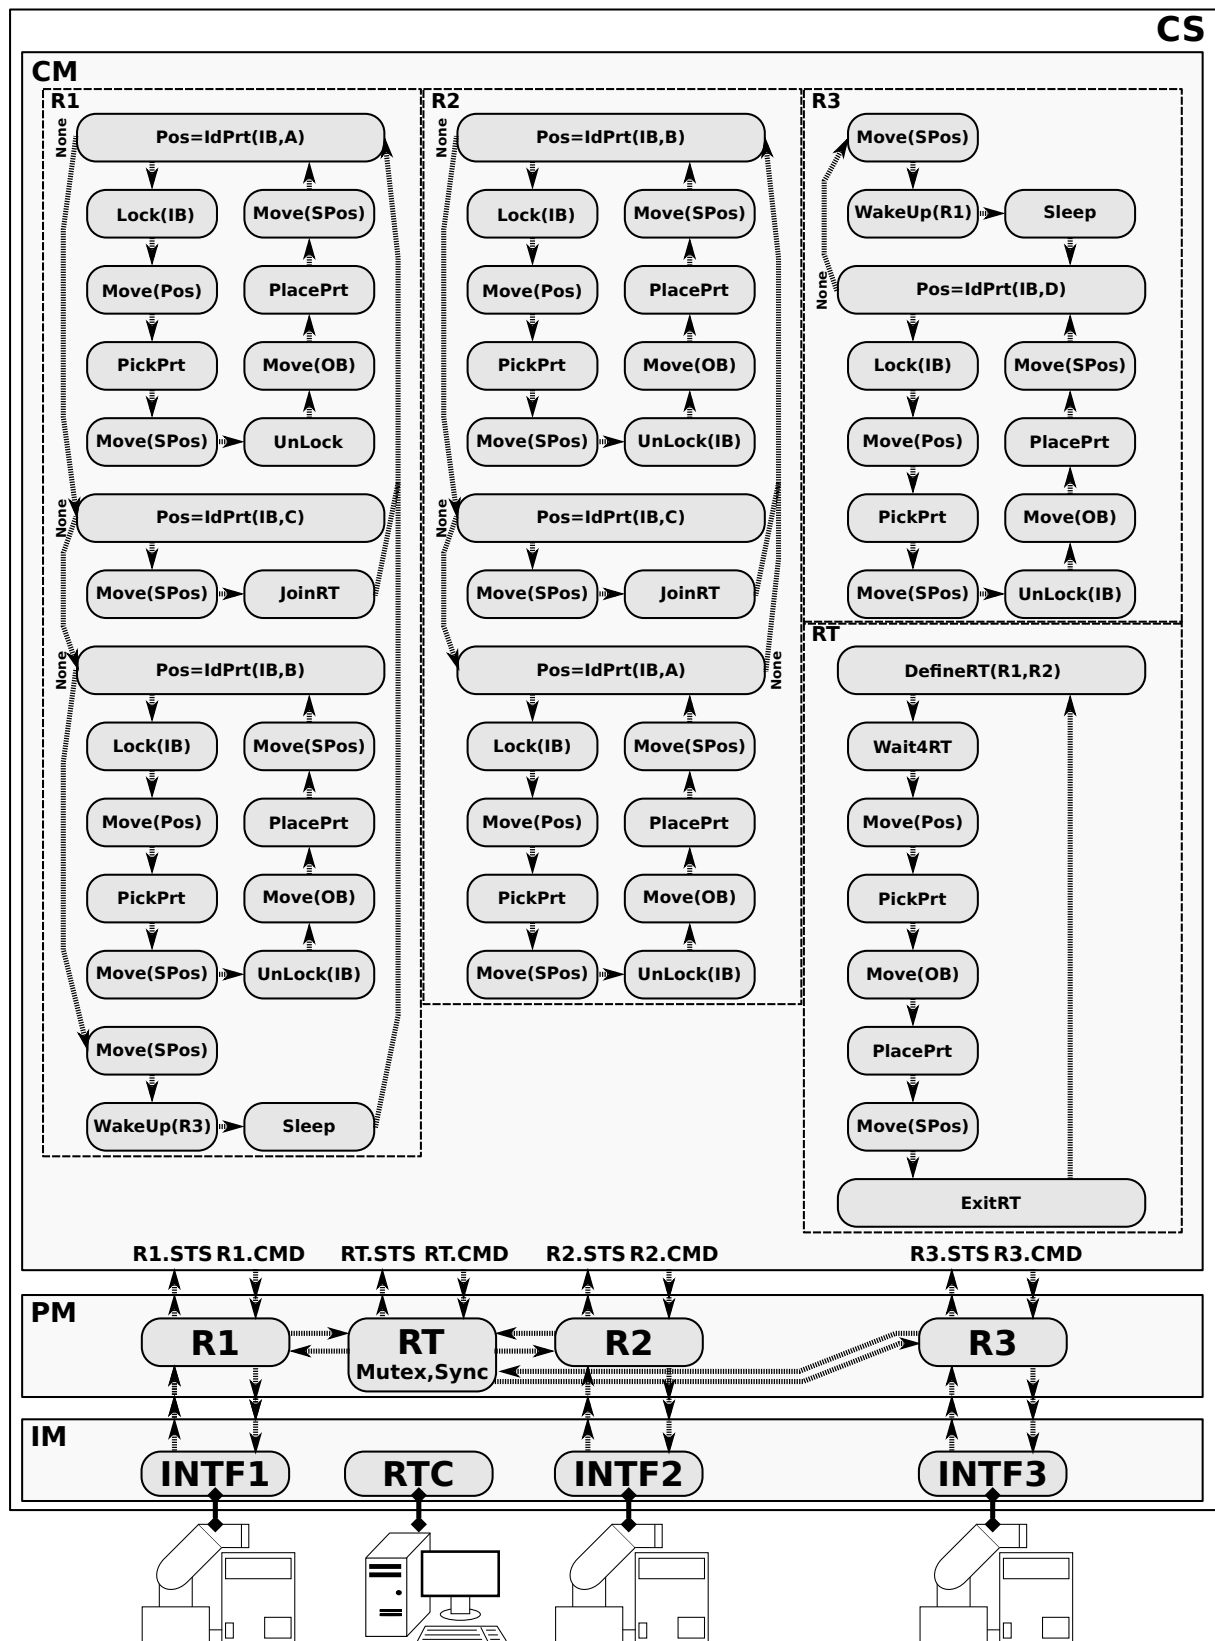 CS
CM
R1
None
Pos=IdPrt(IB,A)
Lock(IB)
Move(SPos)
Move(Pos)
PlacePrt
PickPrt
Move(OB)
Move(SPos)
UnLock
None
Pos=IdPrt(IB,C)
Move(SPos)
JoinRT
None
Pos=IdPrt(IB,B)
Lock(IB)
Move(SPos)
Move(Pos)
PlacePrt
PickPrt
Move(OB)
Move(SPos)
UnLock(IB)
Move(SPos)
WakeUp(R3)
Sleep
R2
None
Pos=IdPrt(IB,B)
Lock(IB)
Move(SPos)
Move(Pos)
PlacePrt
PickPrt
Move(OB)
Move(SPos)
UnLock(IB)
None
Pos=IdPrt(IB,C)
Move(SPos)
JoinRT
Pos=IdPrt(IB,A)
None
Lock(IB)
Move(SPos)
Move(Pos)
PlacePrt
PickPrt
Move(OB)
Move(SPos)
UnLock(IB)
R3
Move(SPos)
WakeUp(R1)
Sleep
None
Pos=IdPrt(IB,D)
Lock(IB)
Move(SPos)
Move(Pos)
PlacePrt
PickPrt
Move(OB)
Move(SPos)
UnLock(IB)
RT
DefineRT(R1,R2)
Wait4RT
Move(Pos)
PickPrt
Move(OB)
PlacePrt
Move(SPos)
ExitRT
R1.STS R1.CMD
RT.STS RT.CMD
R2.STS R2.CMD
R3.STS R3.CMD
PM
R1
RT
Mutex,Sync
R2
R3
IM
INTF1
RTC
INTF2
INTF3